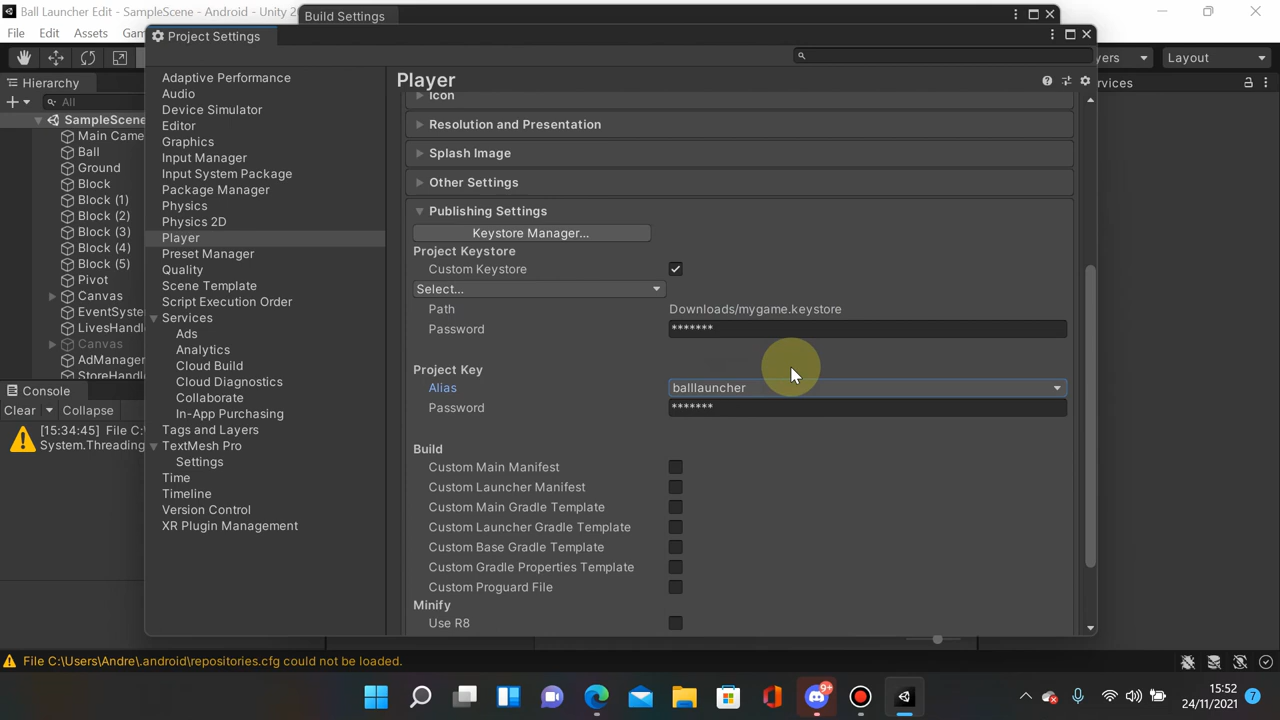 Ball Launcher Edit - SampleScene - Android - Unity 2
Build Settings
File Edit Assets Gam
Project Settings
yers
Layout
Hierarchy
rvices
All
SampleScene
Main Came
Ball
Ground
Block
Block (1)
Block (2)
Block (3)
Block (4)
Block (5)
Pivot
Canvas
EventSyste
LivesHandl
Canvas
AdManager
StoreHandl
Console
Clear
Collapse
[15:34:45] File C:\
System.Threading
Adaptive Performance
Audio
Device Simulator
Editor
Graphics
Input Manager
Input System Package
Package Manager
Physics
Physics 2D
Player
Preset Manager
Quality
Scene Template
Script Execution Order
Services
Ads
Analytics
Cloud Build
Cloud Diagnostics
Collaborate
In-App Purchasing
Tags and Layers
TextMesh Pro
Settings
Time
Timeline
Version Control
XR Plugin Management
Player
Icon
Resolution and Presentation
Splash Image
Other Settings
Publishing Settings
Keystore Manager...
Project Keystore
Custom Keystore
Select...
Path Downloads/mygame.keystore
Password *******
Project Key
Alias balllauncher
Password *******
Build
Custom Main Manifest
Custom Launcher Manifest
Custom Main Gradle Template
Custom Launcher Gradle Template
Custom Base Gradle Template
Custom Gradle Properties Template
Custom Proguard File
Minify
Use R8
File C:\Users\Andre\.android\repositories.cfg could not be loaded.
9+
15:52
24/11/2021
7